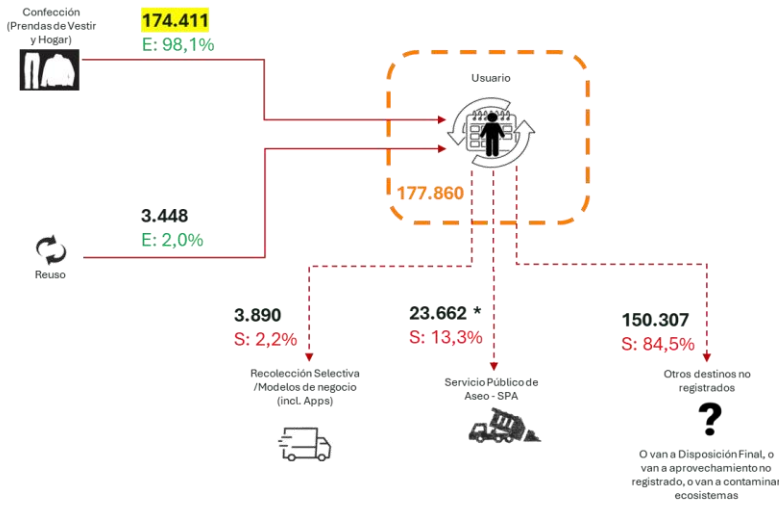 Confección
(Prendas de Vestir
y Hogar)
174.411
E: 98,1%
Usuario
177.860
3.448
E: 2,0%
Reuso
3.890
S: 2,2%
Recolección Selectiva
/Modelos de negocio
(incl. Apps)
23.662 *
S: 13,3%
Servicio Público de
Aseo - SPA
150.307
S: 84,5%
Otros destinos no
registrados
?
O van a Disposición Final, o
van a aprovechamiento no
registrado, o van a contaminar
ecosistemas